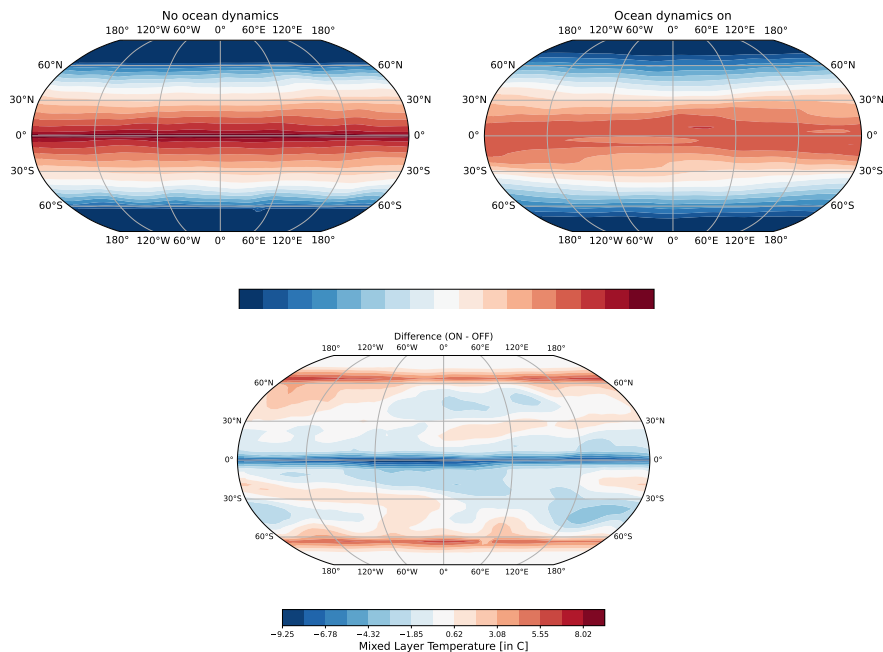 No ocean dynamics
Ocean dynamics on
180° 120°W 60°W 0° 60°E 120°E 180°
180° 120°W 60°W 0° 60°E 120°E 180°
60°N 60°N 60°N 60°N
30°N 30°N 30°N 30°N
0° 0° 0° 0°
30°S 30°S 30°S 30°S
60°S 60°S 60°S 60°S
180° 120°W 60°W 0° 60°E 120°E 180°
180° 120°W 60°W 0° 60°E 120°E 180°
Difference (ON - OFF)
180° 120°W 60°W 0° 60°E 120°E 180°
60°N 60°N
30°N 30°N
0° 0°
30°S 30°S
60°S 60°S
180° 120°W 60°W 0° 60°E 120°E 180°
−9.25 −6.78 −4.32 −1.85 0.62 3.08 5.55 8.02
Mixed Layer Temperature [in C]